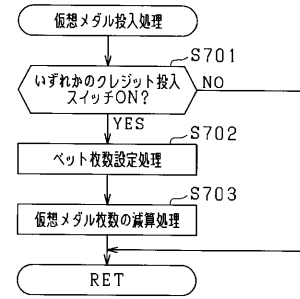 仮想メダル投入処理
S701
いずれかのクレジット投入
スイッチON?
NO
YES
S702
ベット枚数設定処理
S703
仮想メダル枚数の減算処理
RET